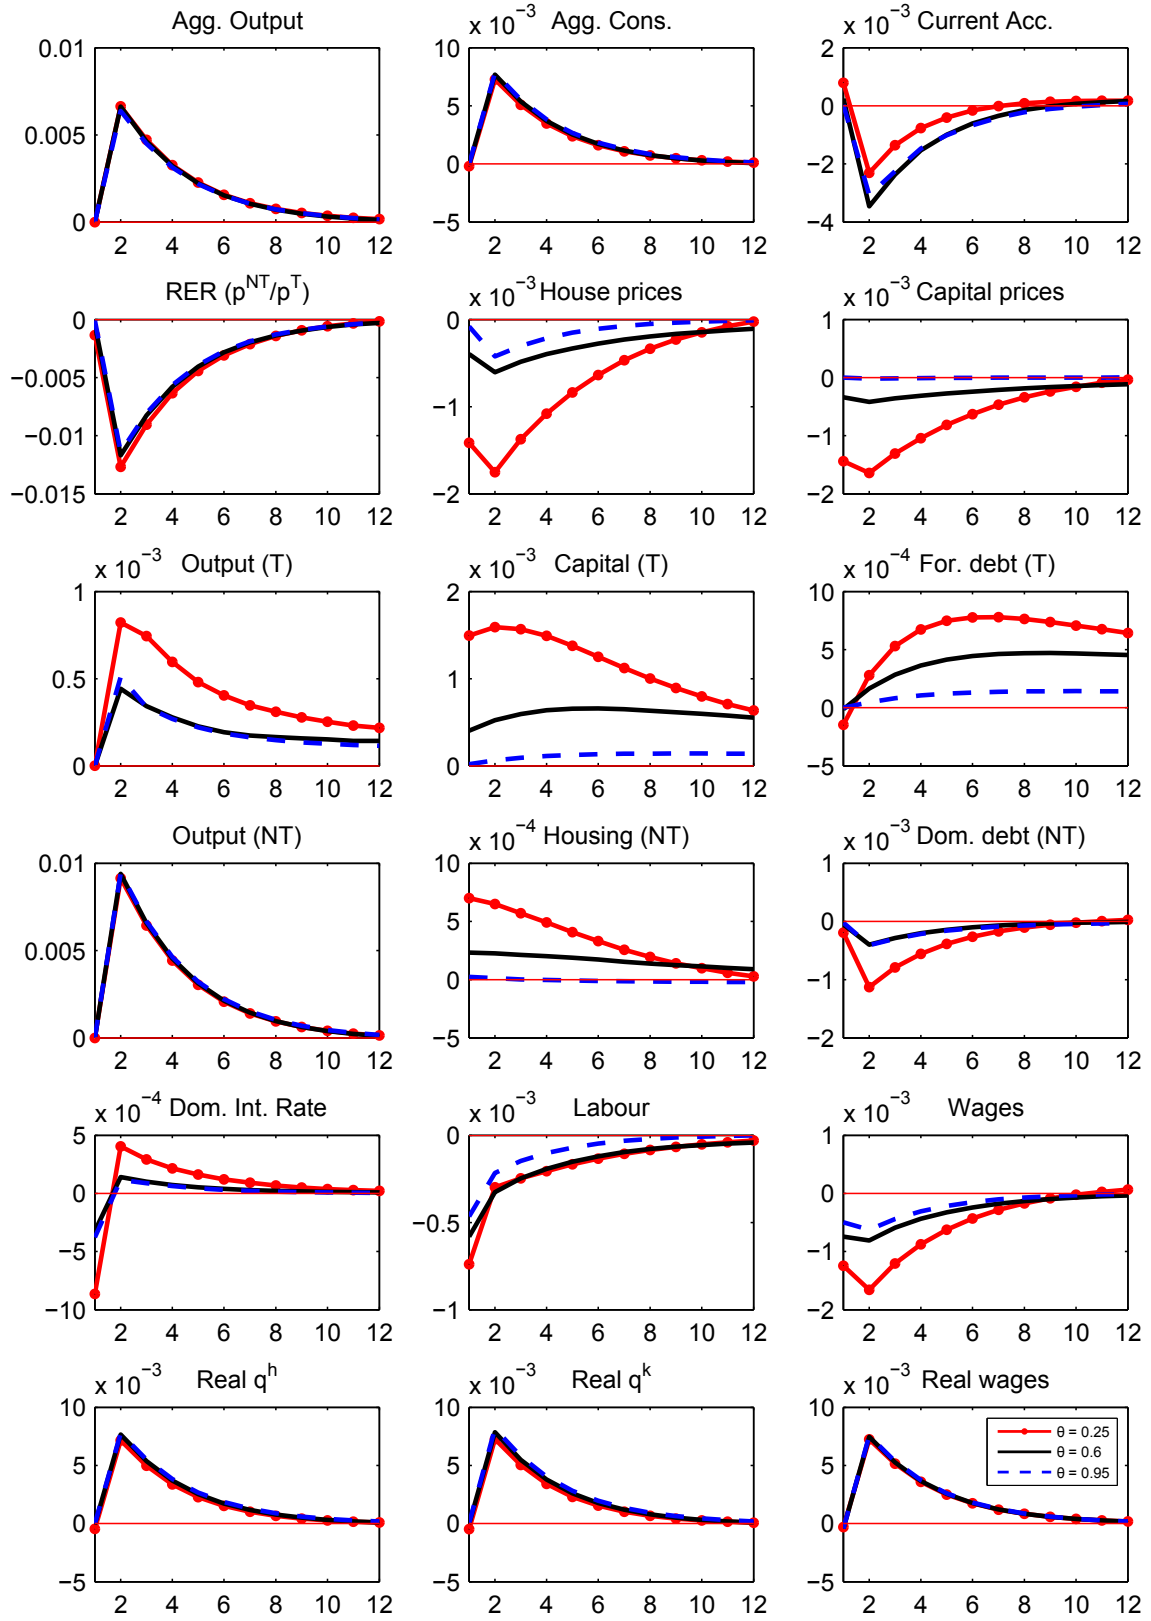 Agg. Output
0.01
0.005
0
2 4 6 8 10 12
x 10⁻³ Agg. Cons.
10
5
0
−5
2 4 6 8 10 12
x 10⁻³ Current Acc.
2
0
−2
−4
2 4 6 8 10 12
RER (p^NT/p^T)
0
−0.005
−0.01
−0.015
2 4 6 8 10 12
x 10⁻³ House prices
0
−1
−2
2 4 6 8 10 12
x 10⁻³ Capital prices
1
0
−1
−2
2 4 6 8 10 12
x 10⁻³ Output (T)
1
0.5
0
2 4 6 8 10 12
x 10⁻³ Capital (T)
2
1
0
2 4 6 8 10 12
x 10⁻⁴ For. debt (T)
10
5
0
−5
2 4 6 8 10 12
Output (NT)
0.01
0.005
0
2 4 6 8 10 12
x 10⁻⁴ Housing (NT)
10
5
0
−5
2 4 6 8 10 12
x 10⁻³ Dom. debt (NT)
1
0
−1
−2
2 4 6 8 10 12
x 10⁻⁴ Dom. Int. Rate
5
0
−5
−10
2 4 6 8 10 12
x 10⁻³ Labour
0
−0.5
−1
2 4 6 8 10 12
x 10⁻³ Wages
1
0
−1
−2
2 4 6 8 10 12
x 10⁻³ Real q^h
10
5
0
−5
2 4 6 8 10 12
x 10⁻³ Real q^k
10
5
0
−5
2 4 6 8 10 12
x 10⁻³ Real wages
10
5
0
−5
2 4 6 8 10 12
θ = 0.25
θ = 0.6
θ = 0.95